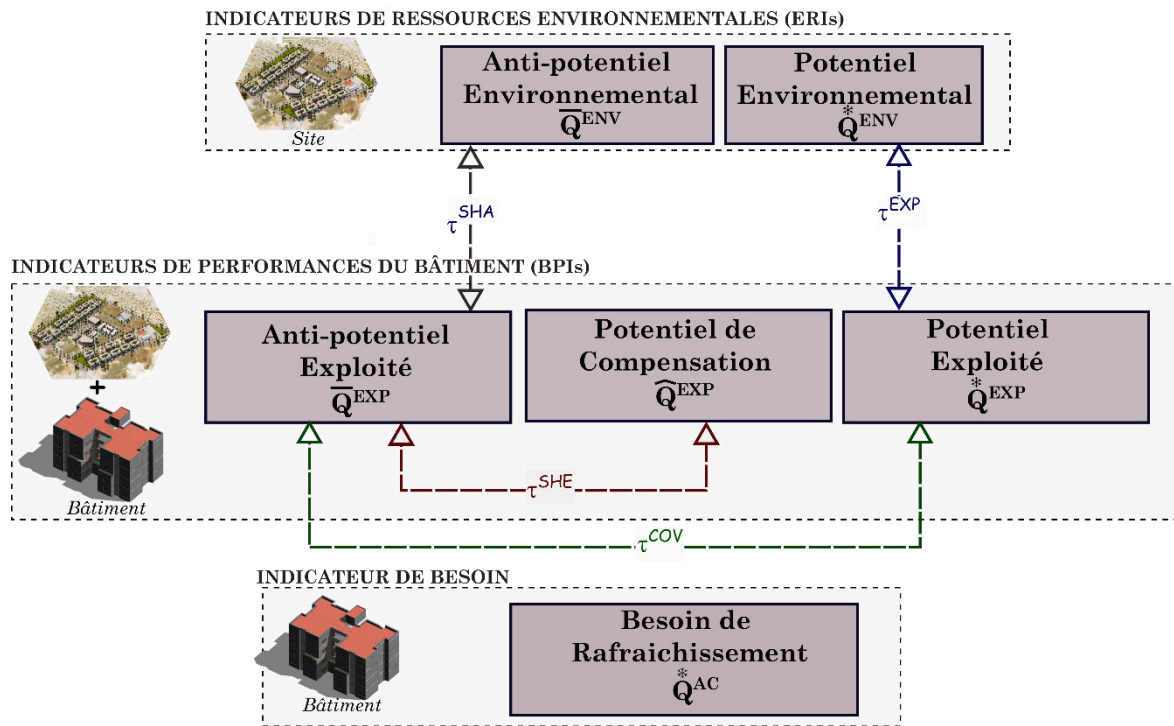 INDICATEURS DE RESSOURCES ENVIRONNEMENTALES (ERIs)
Site
Anti-potentiel
Environnemental
Q̅ᴱᴺⱽ
Potentiel
Environnemental
Q̽ᴱᴺⱽ
τˢᴴᴬ
τᴱˣᴾ
INDICATEURS DE PERFORMANCES DU BÂTIMENT (BPIs)
+
Bâtiment
Anti-potentiel
Exploité
Q̅ᴱˣᴾ
Potentiel de
Compensation
Q̂ᴱˣᴾ
Potentiel
Exploité
Q̽ᴱˣᴾ
τˢᴴᴱ
τᶜᴼⱽ
INDICATEUR DE BESOIN
Bâtiment
Besoin de
Rafraichissement
Q̽ᴬᶜ